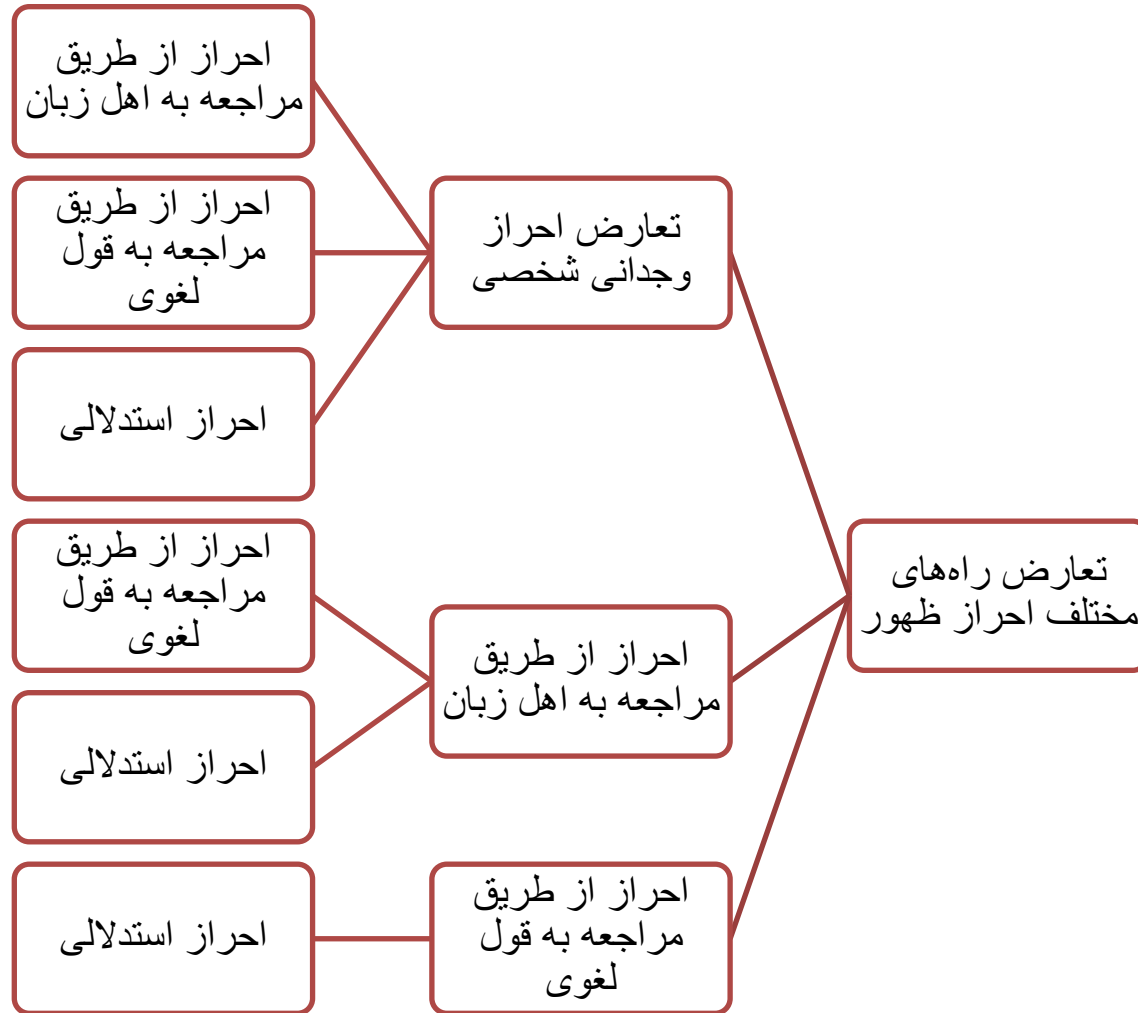 تعارض راه‌های
مختلف احراز ظهور
تعارض احراز
وجدانی شخصی
احراز از طریق
مراجعه به اهل زبان
احراز از طریق
مراجعه به قول
لغوی
احراز استدلالی
احراز از طریق
مراجعه به اهل زبان
احراز از طریق
مراجعه به قول
لغوی
احراز استدلالی
احراز از طریق
مراجعه به قول
لغوی
احراز استدلالی